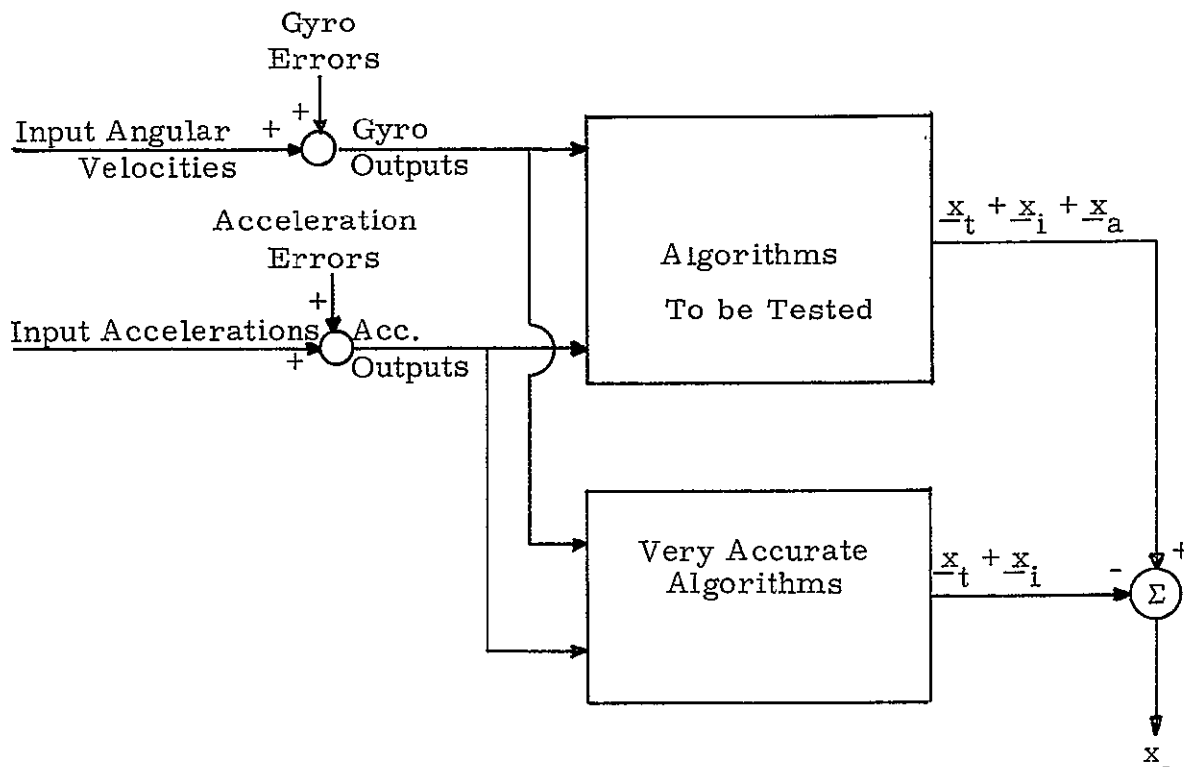 Gyro
Errors
+
Input Angular
Velocities
+
Gyro
Outputs
Acceleration
Errors
+
Input Accelerations
+
Acc.
Outputs
Algorithms
To be Tested
x_t + x_i + x_a
Very Accurate
Algorithms
x_t + x_i
-
+
Σ
x